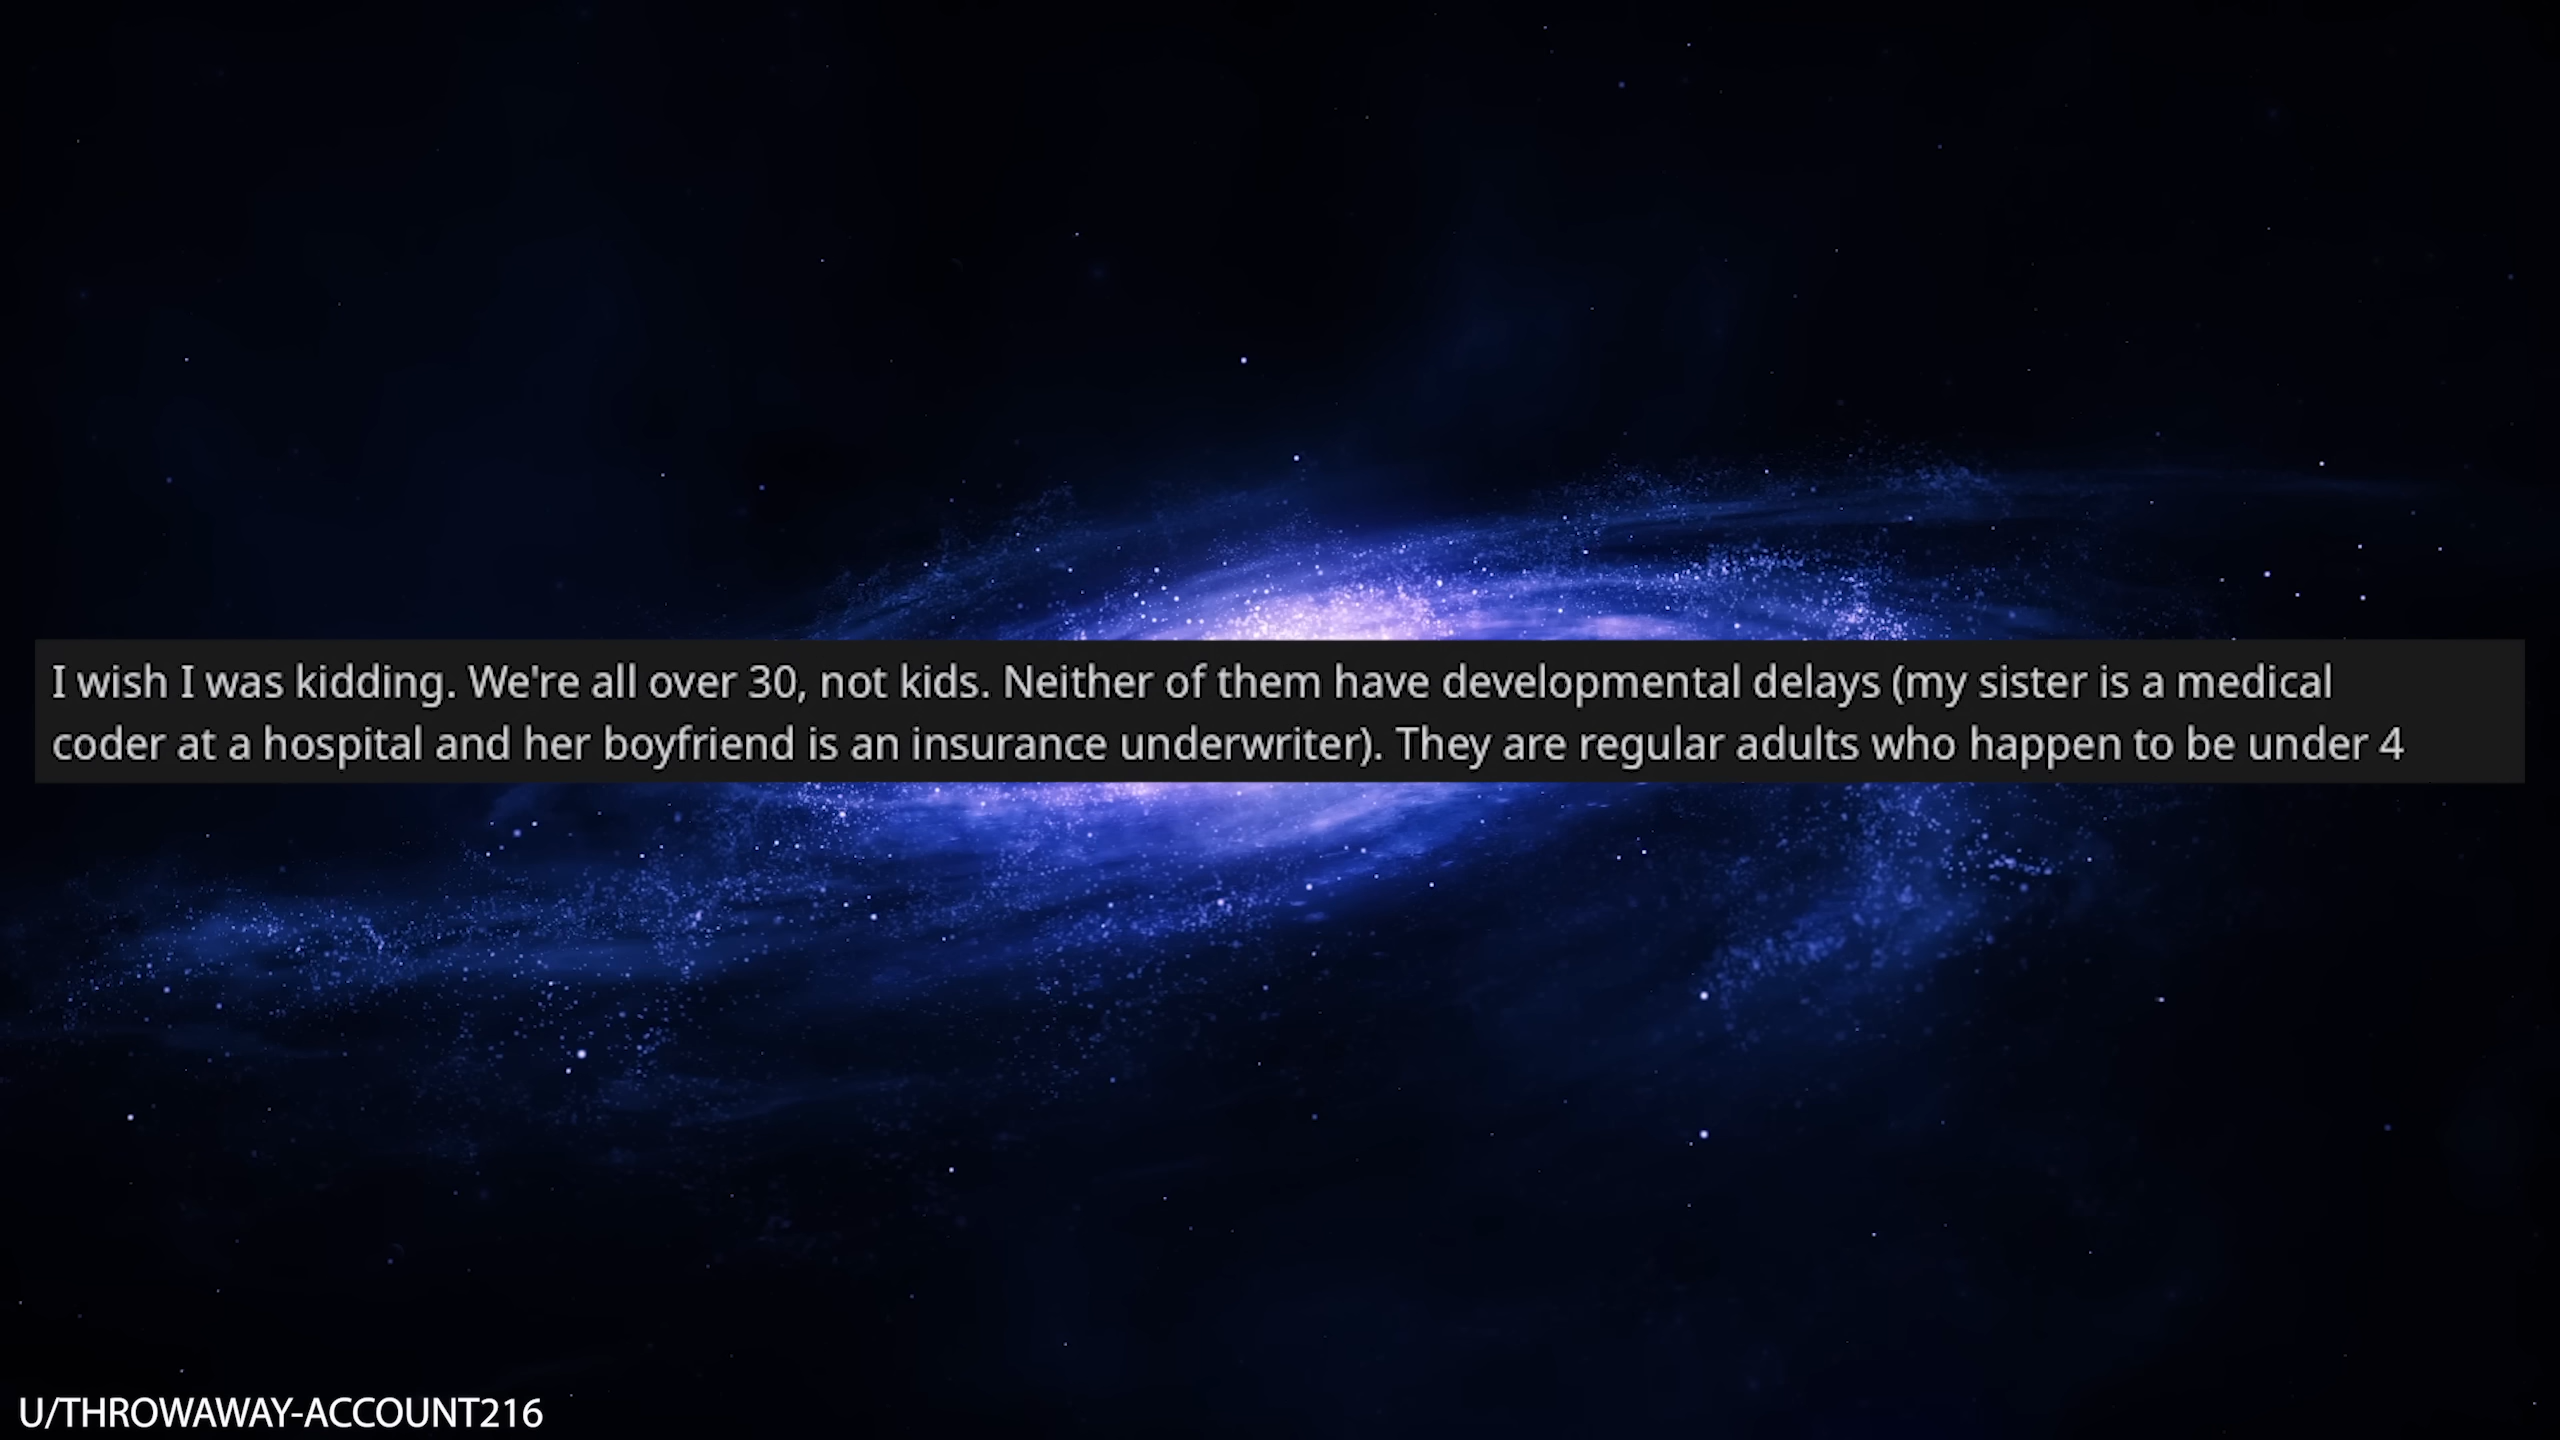 I wish I was kidding. We're all over 30, not kids. Neither of them have developmental delays (my sister is a medical
coder at a hospital and her boyfriend is an insurance underwriter). They are regular adults who happen to be under 4
U/THROWAWAY-ACCOUNT216